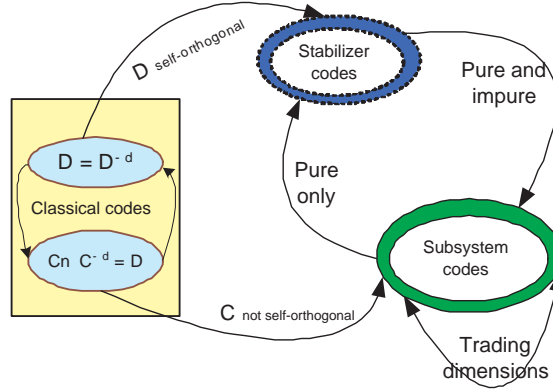 D self-orthogonal
Stabilizer
codes
Pure and
impure
D = D- d
Classical codes
Cn C- d = D
Pure
only
Subsystem
codes
C not self-orthogonal
Trading
dimensions